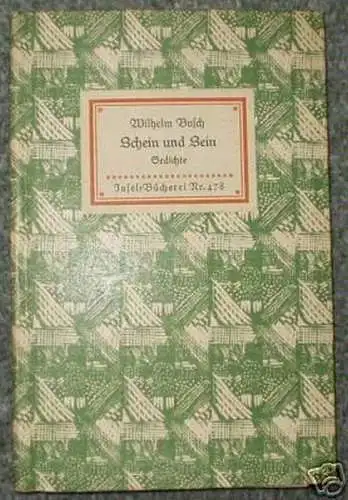 Wilhelm Busch
Schein und Sein
Gedichte
Insel-Bücherei Nr. 478